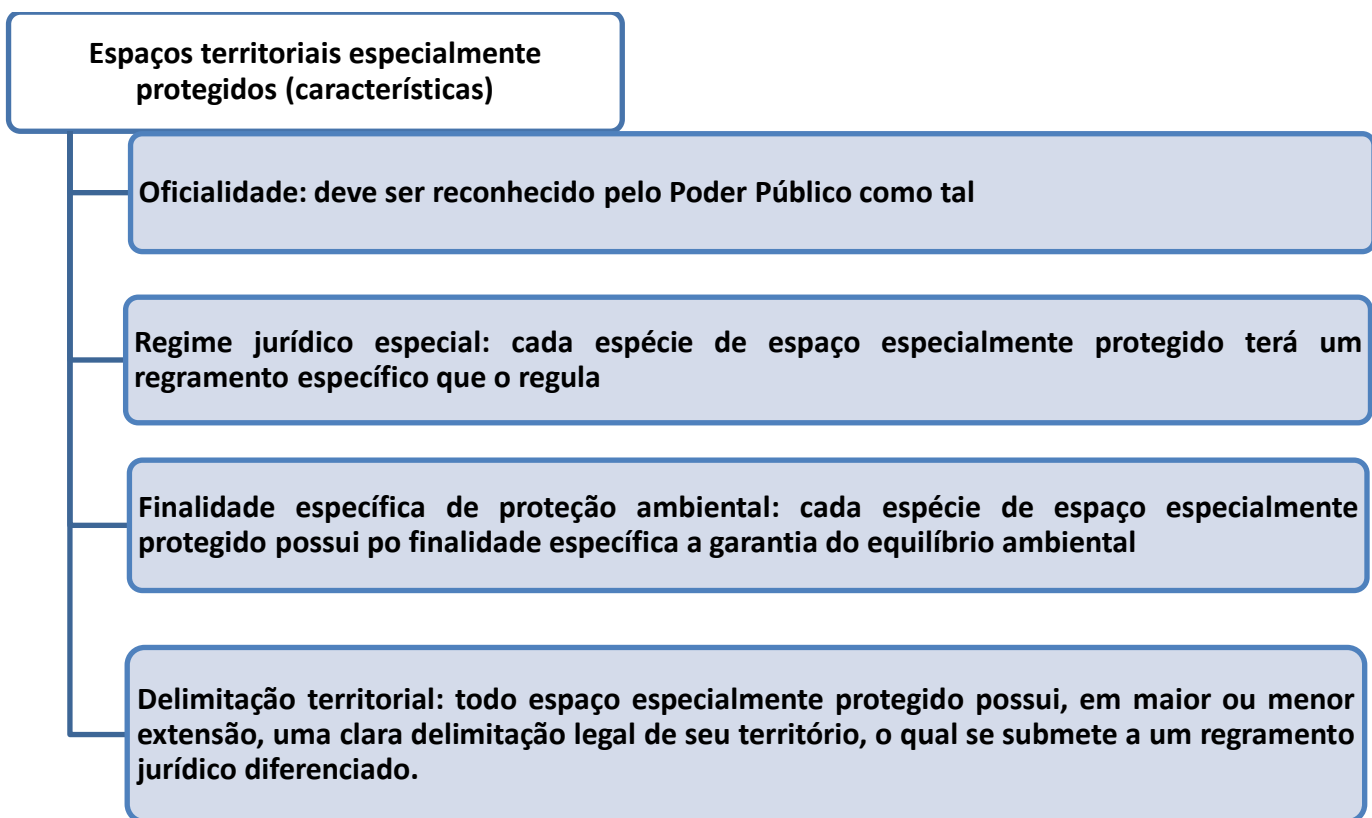 Espaços territoriais especialmente
protegidos (características)
Oficialidade: deve ser reconhecido pelo Poder Público como tal
Regime jurídico especial: cada espécie de espaço especialmente protegido terá um
regramento específico que o regula
Finalidade específica de proteção ambiental: cada espécie de espaço especialmente
protegido possui po finalidade específica a garantia do equilíbrio ambiental
Delimitação territorial: todo espaço especialmente protegido possui, em maior ou menor
extensão, uma clara delimitação legal de seu território, o qual se submete a um regramento
jurídico diferenciado.